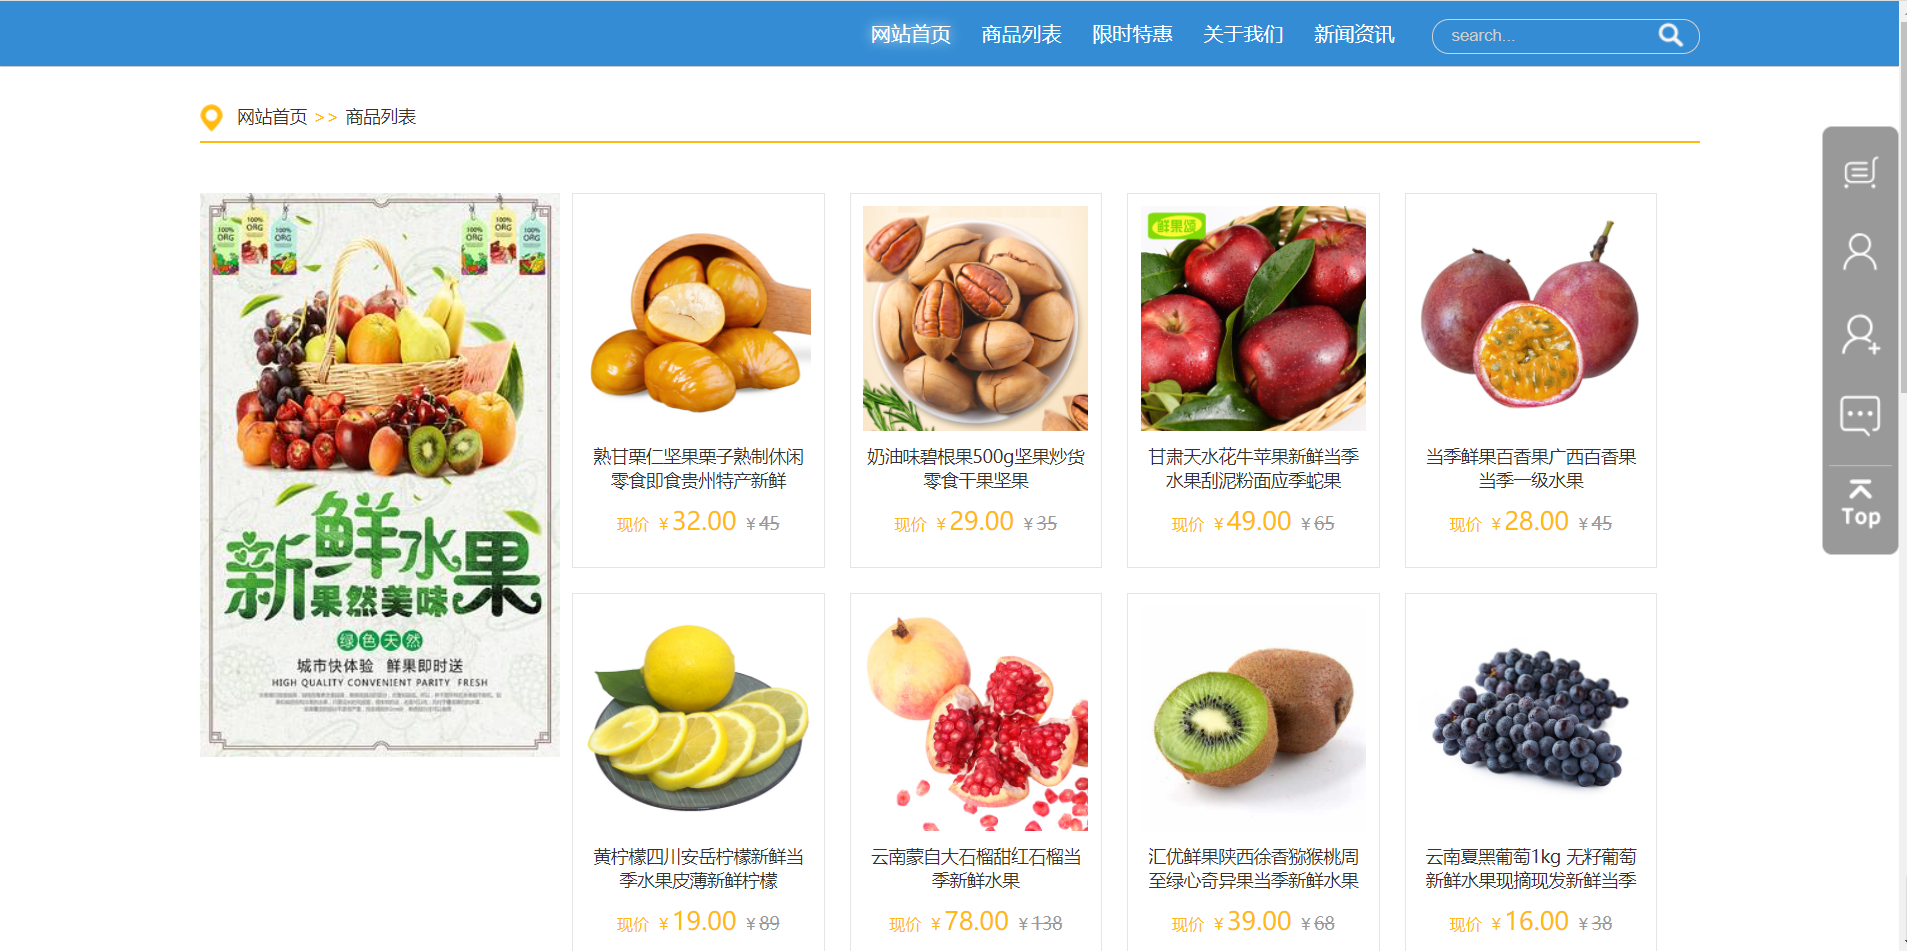 网站首页 商品列表 限时特惠 关于我们 新闻资讯 search...
网站首页 >> 商品列表
100%
ORG
100%
ORG
100%
ORG
100%
ORG
100%
ORG
100%
ORG
新鲜水果
果然美味
绿色天然
城市快体验 鲜果即时送
HIGH QUALITY CONVENIENT PARITY FRESH
熟甘栗仁坚果栗子熟制休闲
零食即食贵州特产新鲜
现价 ¥32.00 ¥45
奶油味碧根果500g坚果炒货
零食干果坚果
现价 ¥29.00 ¥35
鲜果颂
甘肃天水花牛苹果新鲜当季
水果刮泥粉面应季蛇果
现价 ¥49.00 ¥65
当季鲜果百香果广西百香果
当季一级水果
现价 ¥28.00 ¥45
黄柠檬四川安岳柠檬新鲜当
季水果皮薄新鲜柠檬
现价 ¥19.00 ¥89
云南蒙自大石榴甜红石榴当
季新鲜水果
现价 ¥78.00 ¥138
汇优鲜果陕西徐香猕猴桃周
至绿心奇异果当季新鲜水果
现价 ¥39.00 ¥68
云南夏黑葡萄1kg 无籽葡萄
新鲜水果现摘现发新鲜当季
现价 ¥16.00 ¥38
Top